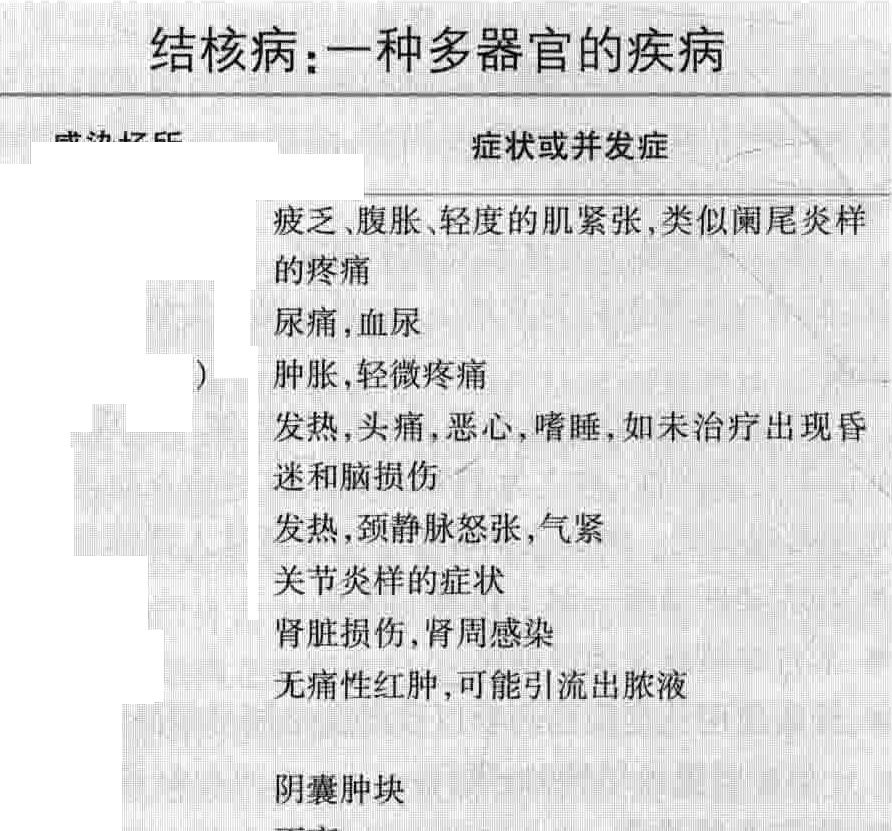 结核病:一种多器官的疾病
感染场所 症状或并发症
疲乏、腹胀、轻度的肌紧张,类似阑尾炎样
的疼痛
尿痛,血尿
) 肿胀,轻微疼痛
发热,头痛,恶心,嗜睡,如未治疗出现昏
迷和脑损伤
发热,颈静脉怒张,气紧
关节炎样的症状
肾脏损伤,肾周感染
无痛性红肿,可能引流出脓液
阴囊肿块